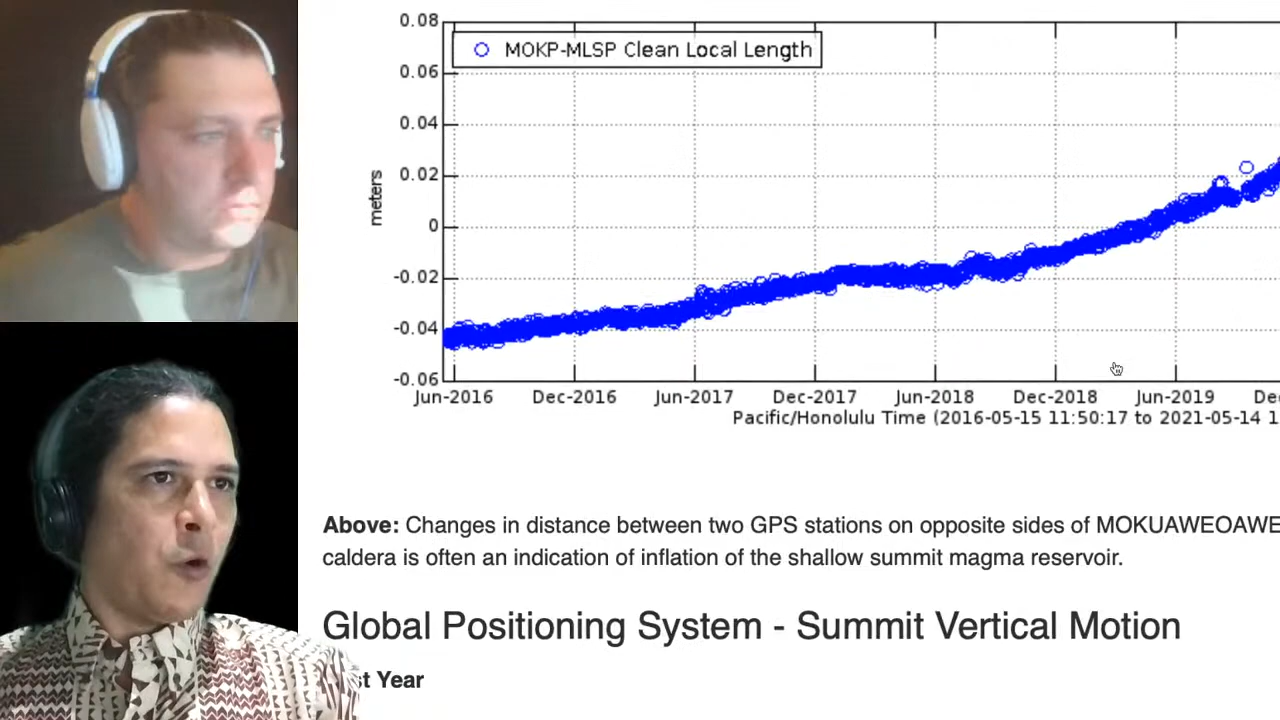 0.08
MOKP-MLSP Clean Local Length
0.06
0.04
0.02
0
-0.02
-0.04
-0.06
meters
Jun-2016 Dec-2016 Jun-2017 Dec-2017 Jun-2018 Dec-2018 Jun-2019 De
Pacific/Honolulu Time (2016-05-15 11:50:17 to 2021-05-14 1
Above: Changes in distance between two GPS stations on opposite sides of MOKUAWEOAWE
caldera is often an indication of inflation of the shallow summit magma reservoir.
Global Positioning System - Summit Vertical Motion
st Year